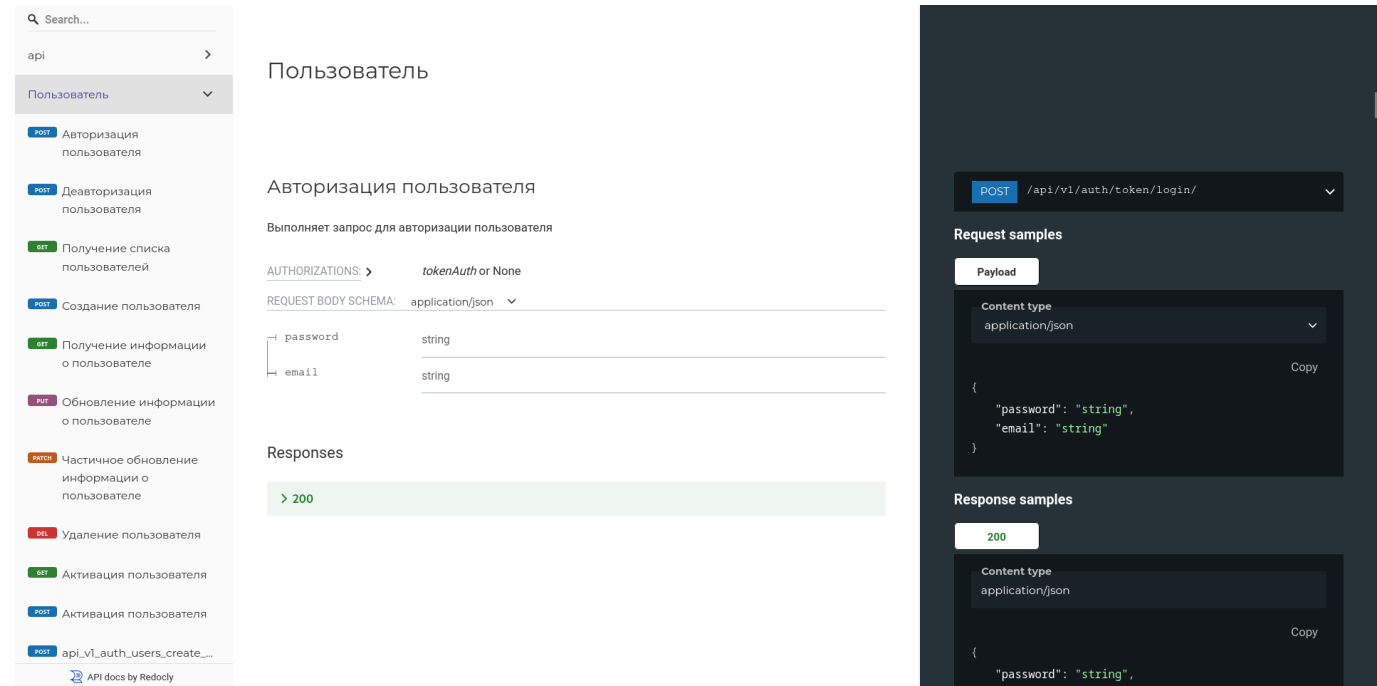 Search...
api
Пользователь
POST Авторизация
пользователя
POST Деавторизация
пользователя
GET Получение списка
пользователей
POST Создание пользователя
GET Получение информации
о пользователе
PUT Обновление информации
о пользователе
PATCH Частичное обновление
информации о
пользователе
DEL Удаление пользователя
GET Активация пользователя
POST Активация пользователя
POST api_v1_auth_users_create_...
API docs by Redocly
Пользователь
Авторизация пользователя
Выполняет запрос для авторизации пользователя
AUTHORIZATIONS: tokenAuth or None
REQUEST BODY SCHEMA: application/json
password string
email string
Responses
200
POST /api/v1/auth/token/login/
Request samples
Payload
Content type
application/json
Copy
{
"password": "string",
"email": "string"
}
Response samples
200
Content type
application/json
Copy
{
"password": "string",